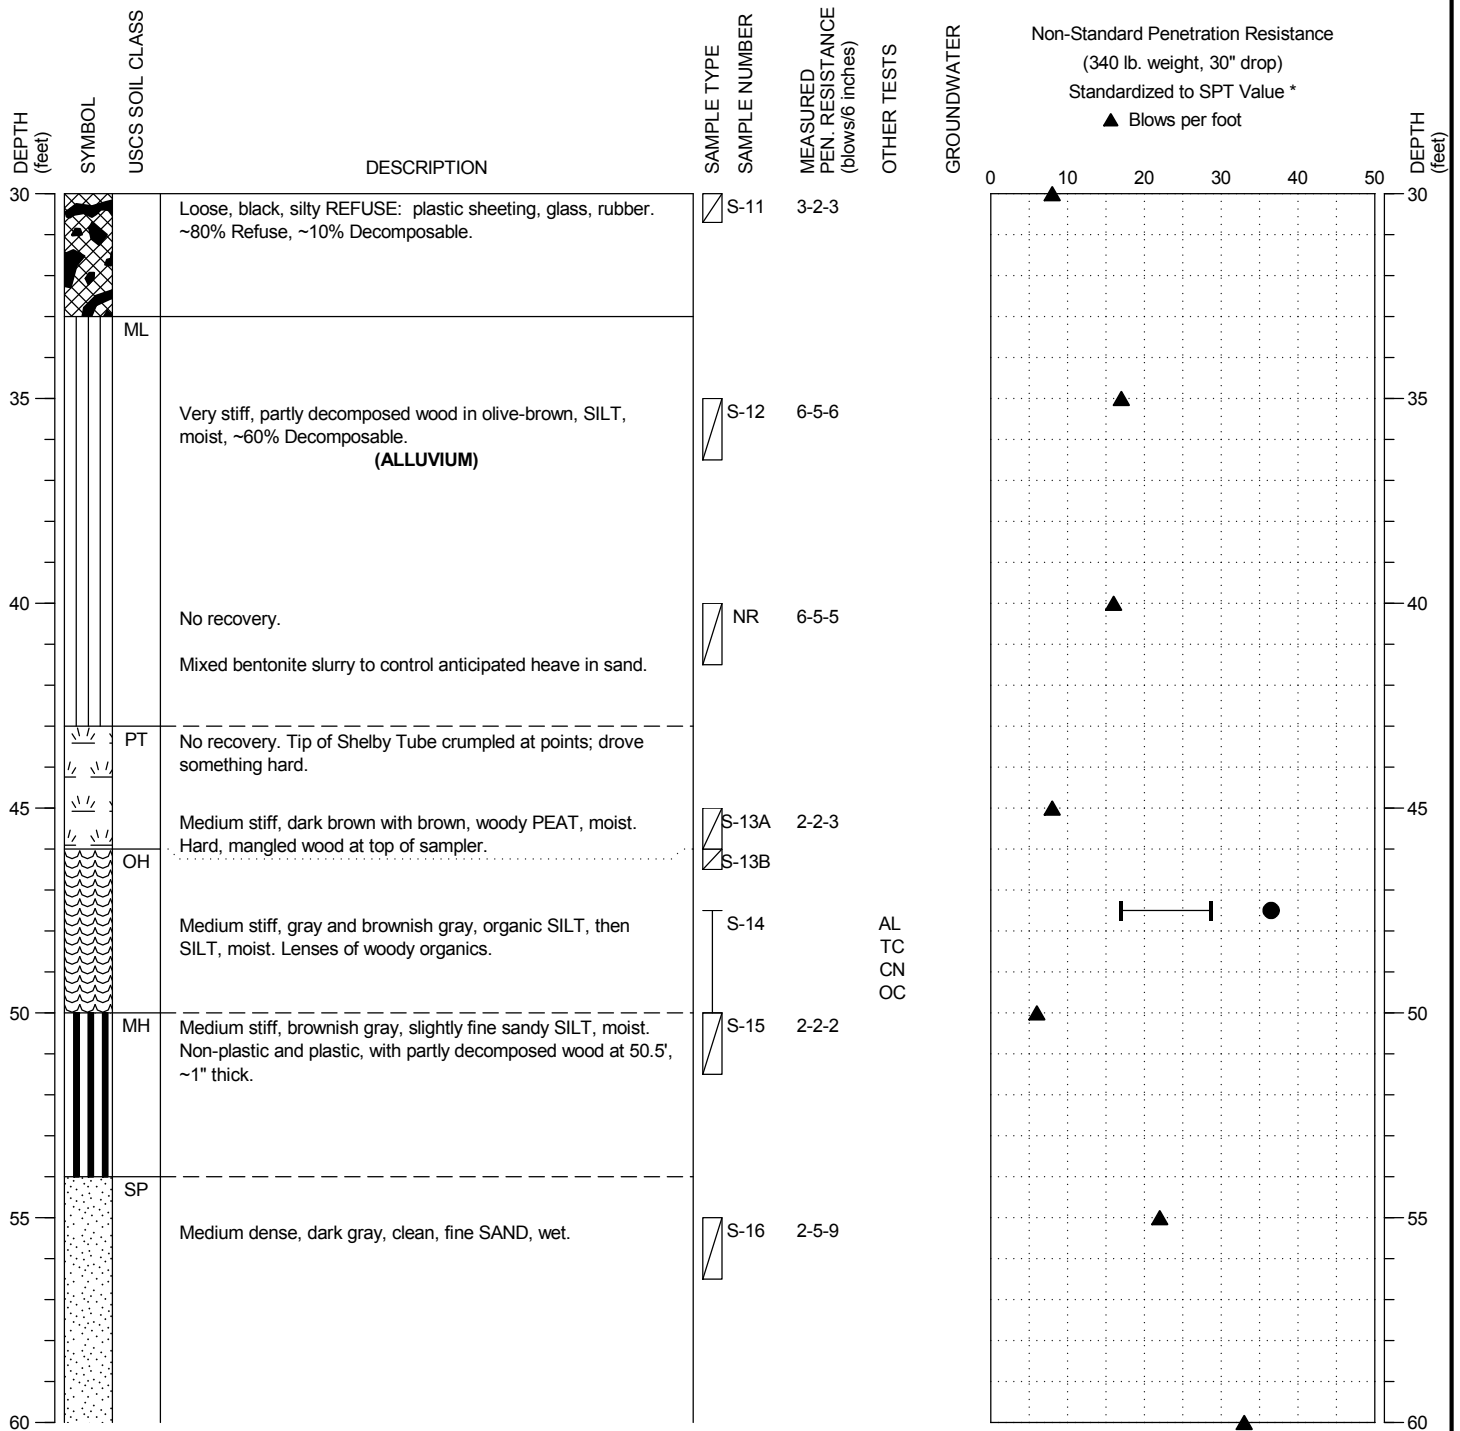 DEPTH
(feet)
SYMBOL
USCS SOIL CLASS
DESCRIPTION
SAMPLE TYPE
SAMPLE NUMBER
MEASURED
PEN. RESISTANCE
(blows/6 inches)
OTHER TESTS
GROUNDWATER
Non-Standard Penetration Resistance
(340 lb. weight, 30" drop)
Standardized to SPT Value *
▲ Blows per foot
DEPTH
(feet)
0 10 20 30 40 50
30 30
Loose, black, silty REFUSE: plastic sheeting, glass, rubber.
~80% Refuse, ~10% Decomposable.
S-11 3-2-3
ML
35 35
Very stiff, partly decomposed wood in olive-brown, SILT,
moist, ~60% Decomposable.
(ALLUVIUM)
S-12 6-5-6
40 40
No recovery.
NR 6-5-5
Mixed bentonite slurry to control anticipated heave in sand.
PT
No recovery. Tip of Shelby Tube crumpled at points; drove
something hard.
45 45
Medium stiff, dark brown with brown, woody PEAT, moist.
Hard, mangled wood at top of sampler.
S-13A 2-2-3
OH
S-13B
Medium stiff, gray and brownish gray, organic SILT, then
SILT, moist. Lenses of woody organics.
S-14
AL
TC
CN
OC
50 50
MH
Medium stiff, brownish gray, slightly fine sandy SILT, moist.
Non-plastic and plastic, with partly decomposed wood at 50.5',
~1" thick.
S-15 2-2-2
SP
55 55
Medium dense, dark gray, clean, fine SAND, wet.
S-16 2-5-9
60 60